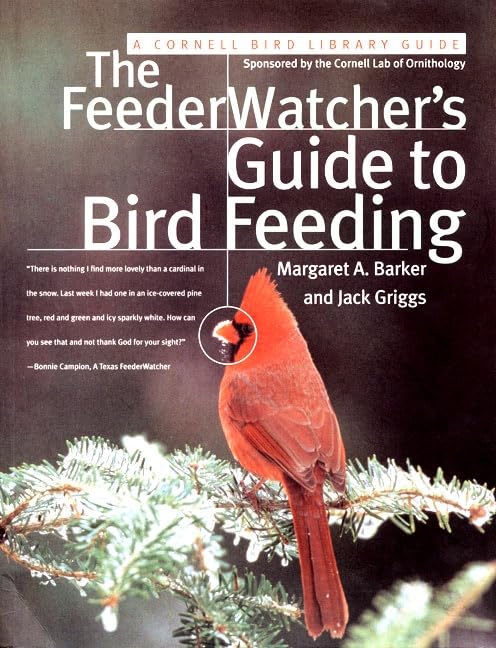 A CORNELL BIRD LIBRARY GUIDE
Sponsored by the Cornell Lab of Ornithology
The
FeederWatcher's
Guide to
Bird Feeding
Margaret A. Barker
and Jack Griggs
"There is nothing I find more lovely than a cardinal in
the snow. Last week I had one in an ice-covered pine
tree, red and green and icy sparkly white. How can
you see that and not thank God for your sight?"
—Bonnie Campion, A Texas FeederWatcher